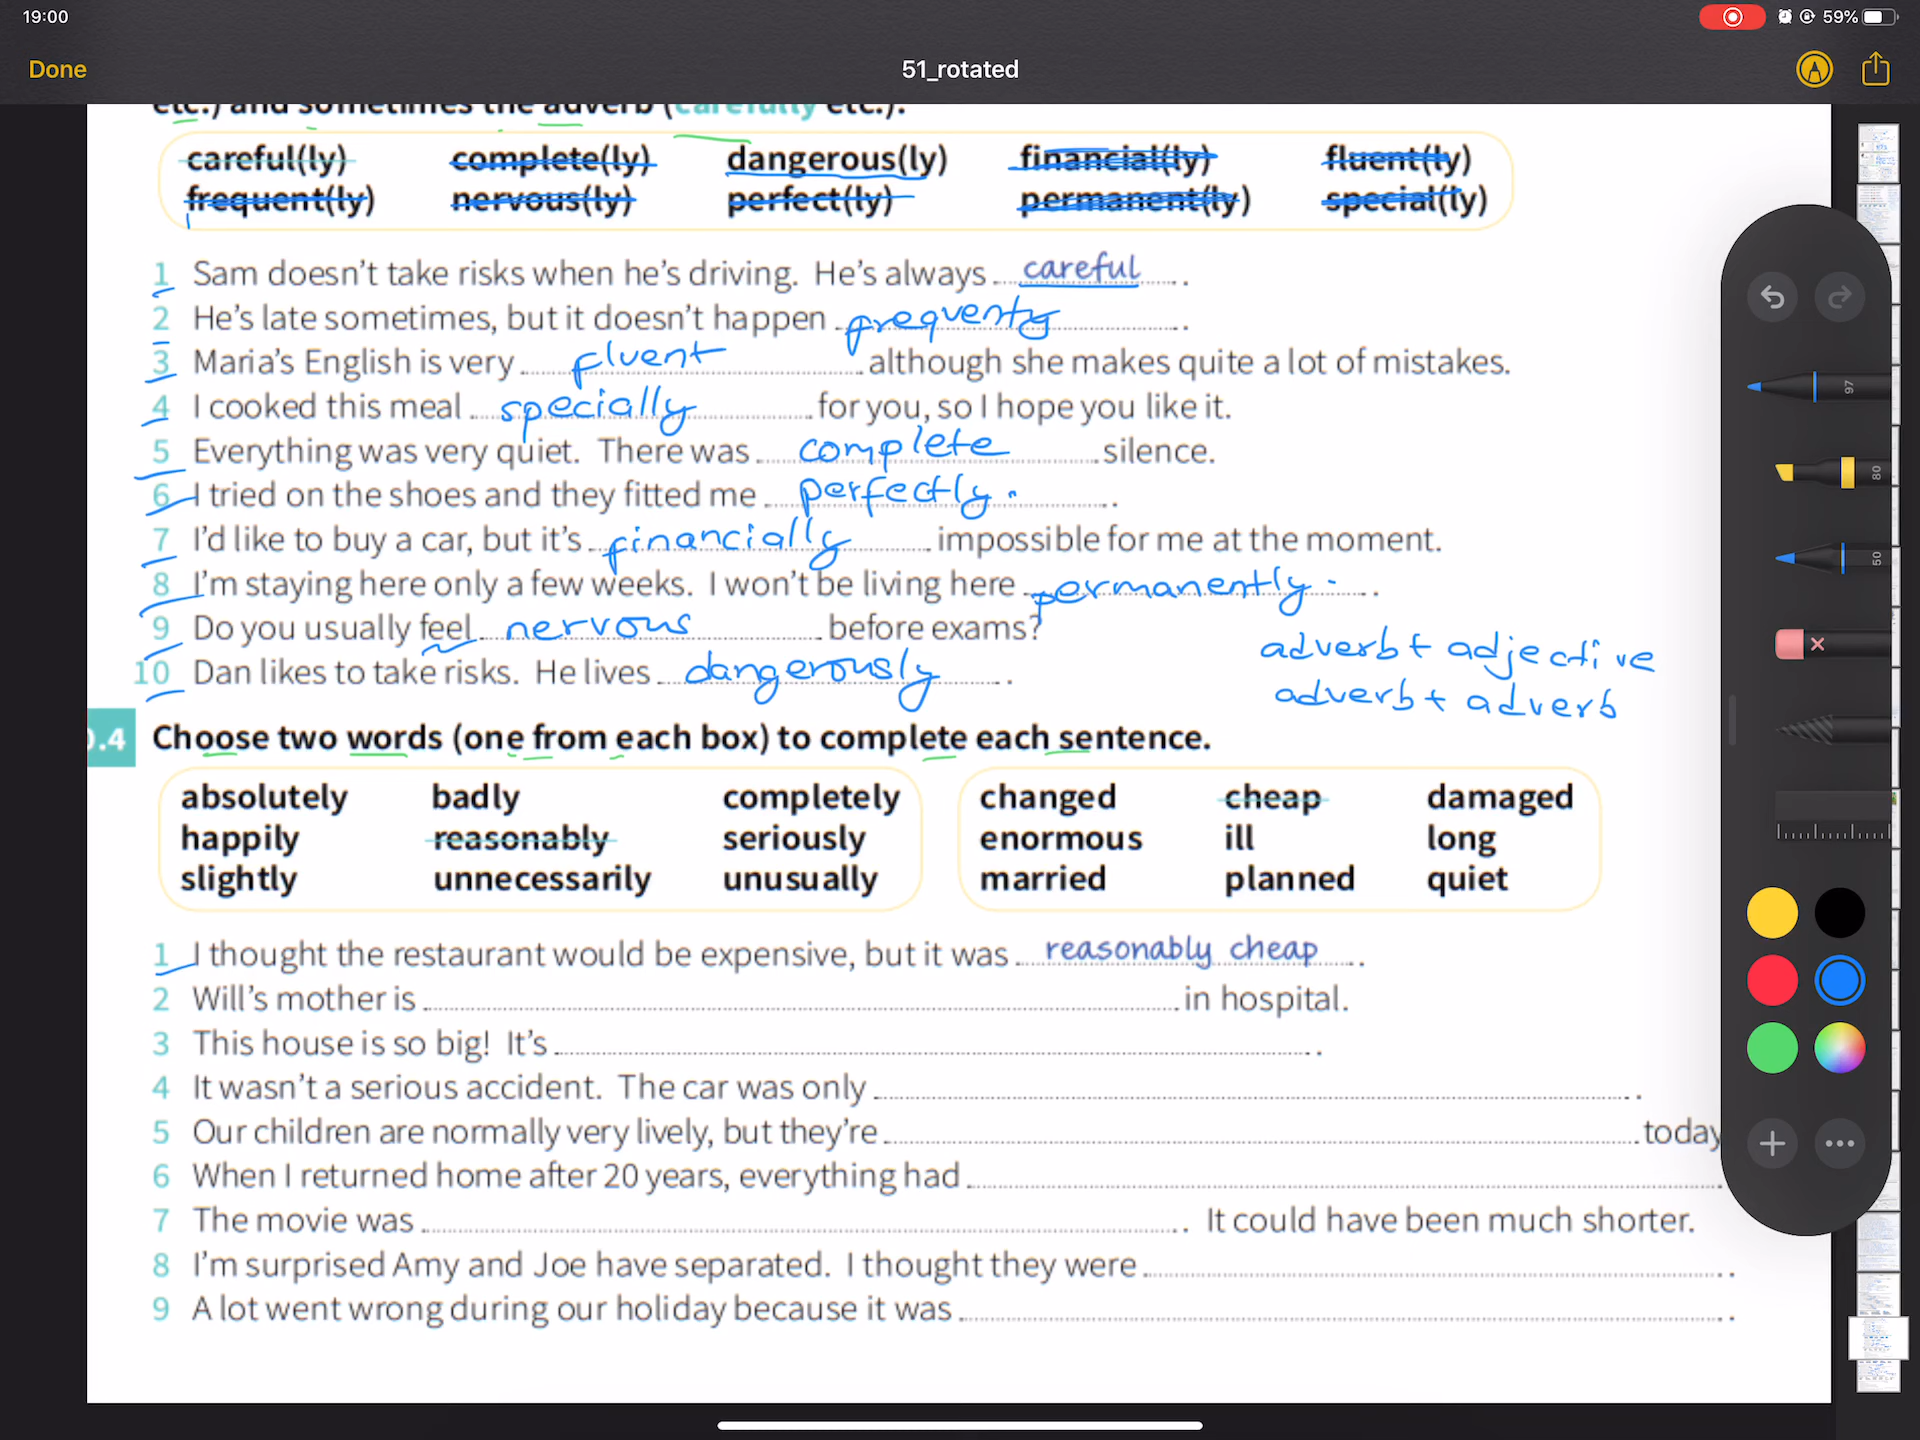 19:00
59%
Done
51_rotated
etc.) and sometimes the adverb (carefully etc.).
careful(ly) complete(ly) dangerous(ly) financial(ly) fluent(ly)
frequent(ly) nervous(ly) perfect(ly) permanent(ly) special(ly)
1 Sam doesn't take risks when he's driving. He's always careful .
2 He's late sometimes, but it doesn't happen frequenty .
3 Maria's English is very fluent although she makes quite a lot of mistakes.
4 I cooked this meal specially for you, so I hope you like it.
5 Everything was very quiet. There was complete silence.
6 I tried on the shoes and they fitted me perfectly. .
7 I'd like to buy a car, but it's financially impossible for me at the moment.
8 I'm staying here only a few weeks. I won't be living here permanently. .
9 Do you usually feel nervous before exams?
adverb + adjective
10 Dan likes to take risks. He lives dangerously .
adverb + adverb
).4 Choose two words (one from each box) to complete each sentence.
absolutely badly completely changed cheap damaged
happily reasonably seriously enormous ill long
slightly unnecessarily unusually married planned quiet
1 I thought the restaurant would be expensive, but it was reasonably cheap .
2 Will's mother is in hospital.
3 This house is so big! It's .
4 It wasn't a serious accident. The car was only .
5 Our children are normally very lively, but they're today
6 When I returned home after 20 years, everything had .
7 The movie was . It could have been much shorter.
8 I'm surprised Amy and Joe have separated. I thought they were .
9 A lot went wrong during our holiday because it was .
97
80
50